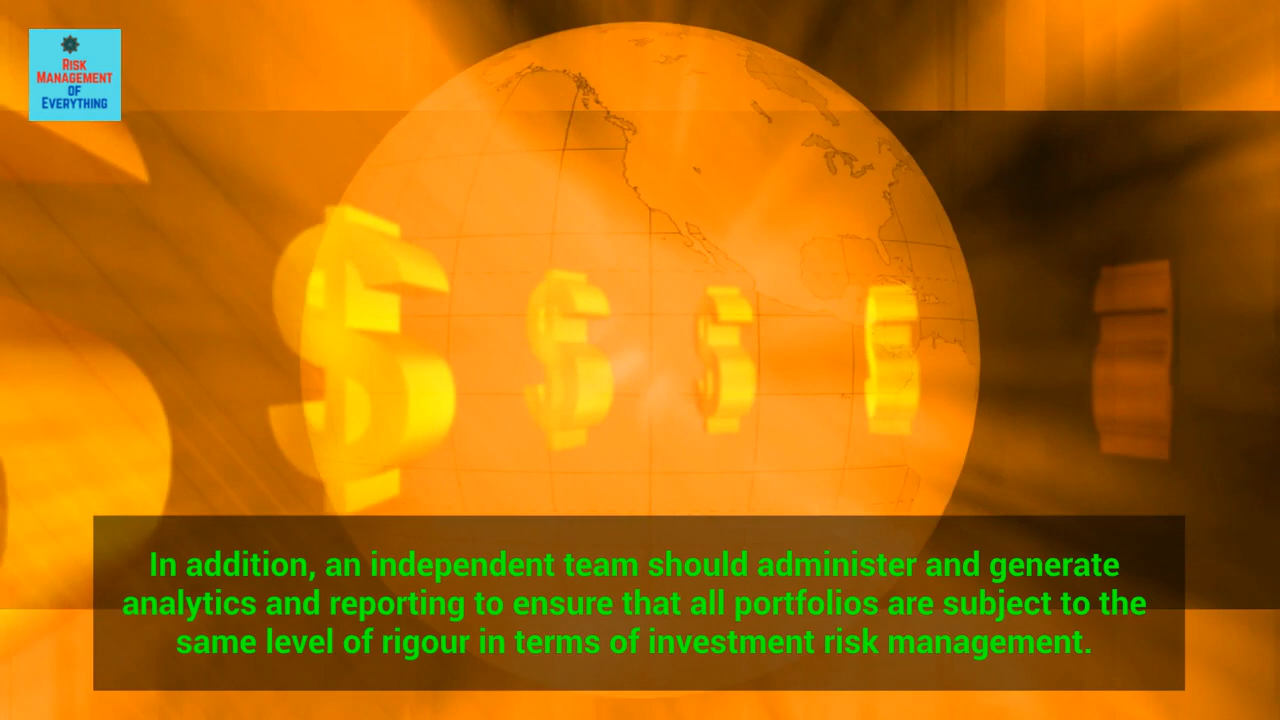 RISK
MANAGEMENT
OF
EVERYTHING
In addition, an independent team should administer and generate
analytics and reporting to ensure that all portfolios are subject to the
same level of rigour in terms of investment risk management.